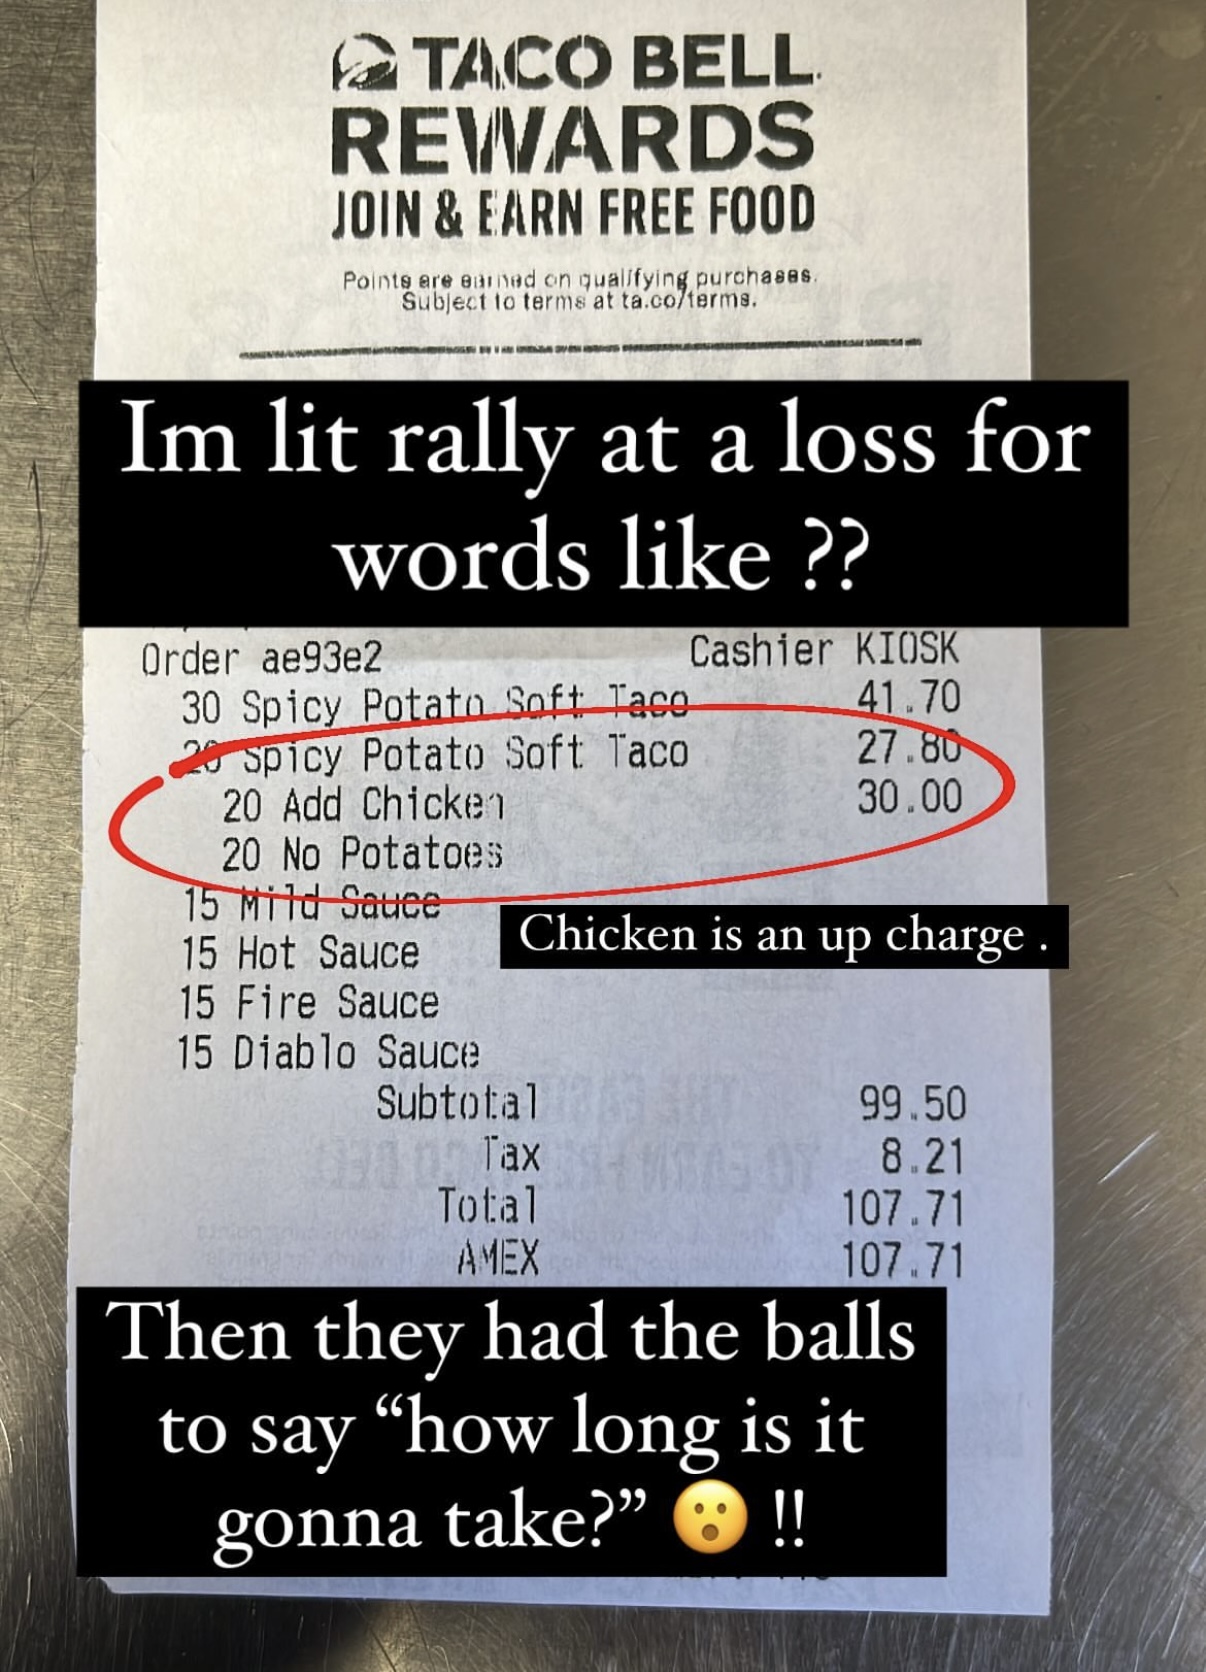 TACO BELL
REWARDS
JOIN & EARN FREE FOOD
Points are earned on qualifying purchases.
Subject to terms at ta.co/terms.
Im lit rally at a loss for
words like ??
Order ae93e2 Cashier KIOSK
30 Spicy Potato Soft Taco 41.70
20 Spicy Potato Soft Taco 27.80
20 Add Chicken 30.00
20 No Potatoes
15 Mild Sauce
Chicken is an up charge .
15 Hot Sauce
15 Fire Sauce
15 Diablo Sauce
Subtotal 99.50
Tax 8.21
Total 107.71
AMEX 107.71
Then they had the balls
to say “how long is it
gonna take?” 😮 !!